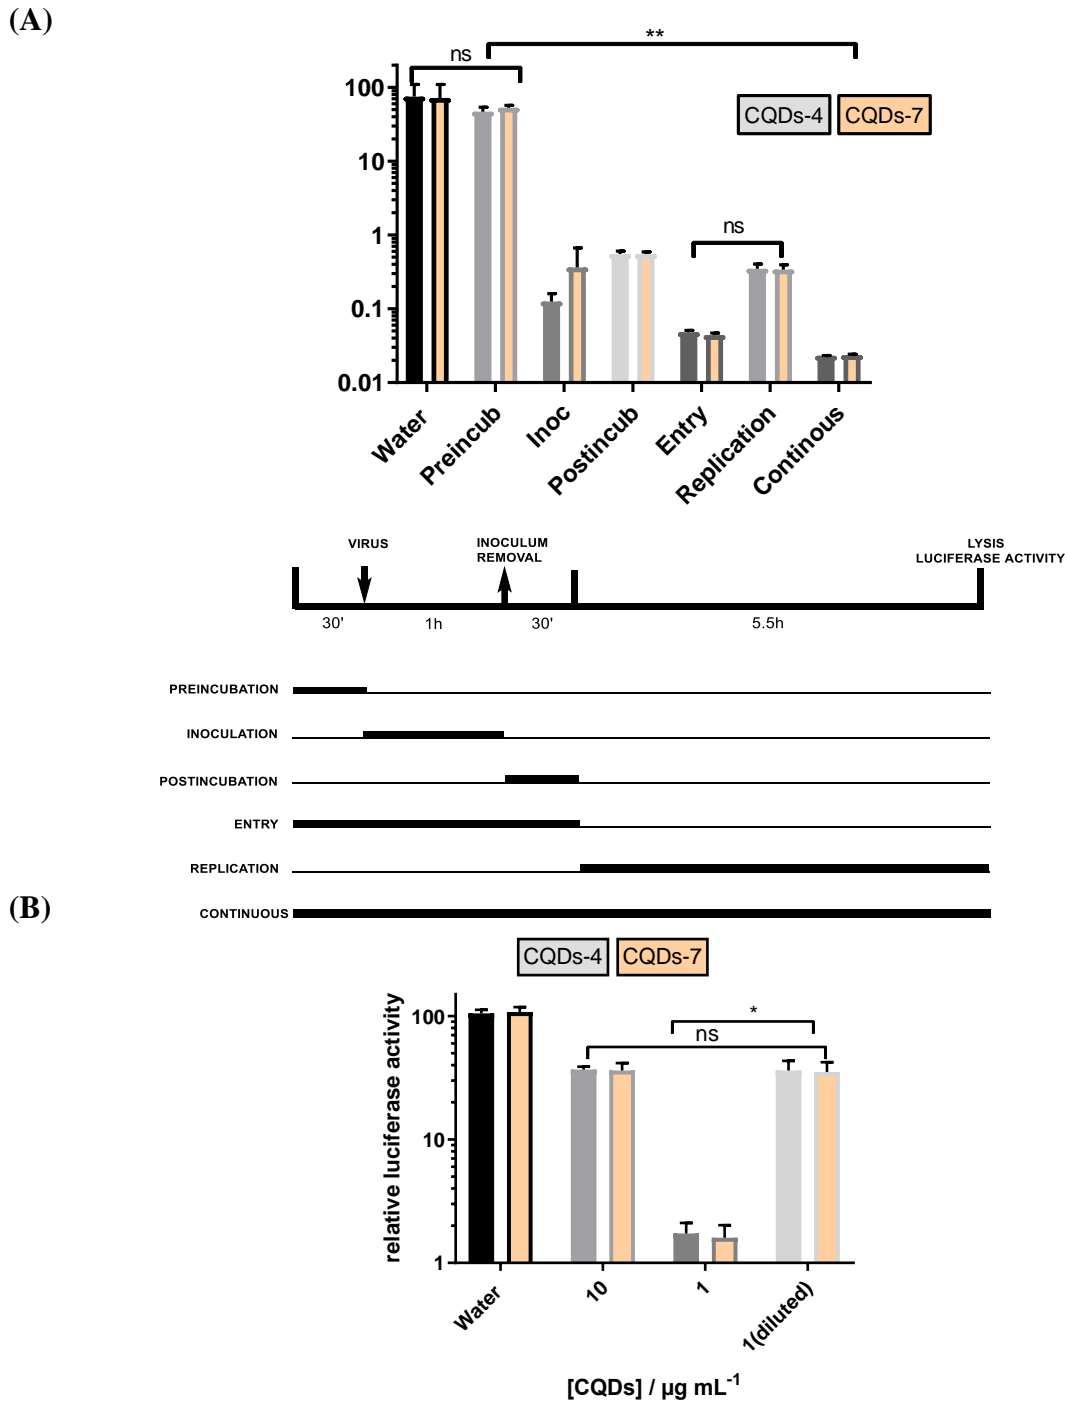 (A)
**
ns
CQDs-4 CQDs-7
100
10
1
0.1
0.01
ns
Water Preincub Inoc Postincub Entry Replication Continous
VIRUS
INOCULUM
REMOVAL
LYSIS
LUCIFERASE ACTIVITY
30' 1h 30' 5.5h
PREINCUBATION
INOCULATION
POSTINCUBATION
ENTRY
REPLICATION
(B)
CONTINUOUS
CQDs-4 CQDs-7
relative luciferase activity
100
10
1
*
ns
Water 10 1 1(diluted)
[CQDs] / µg mL-1